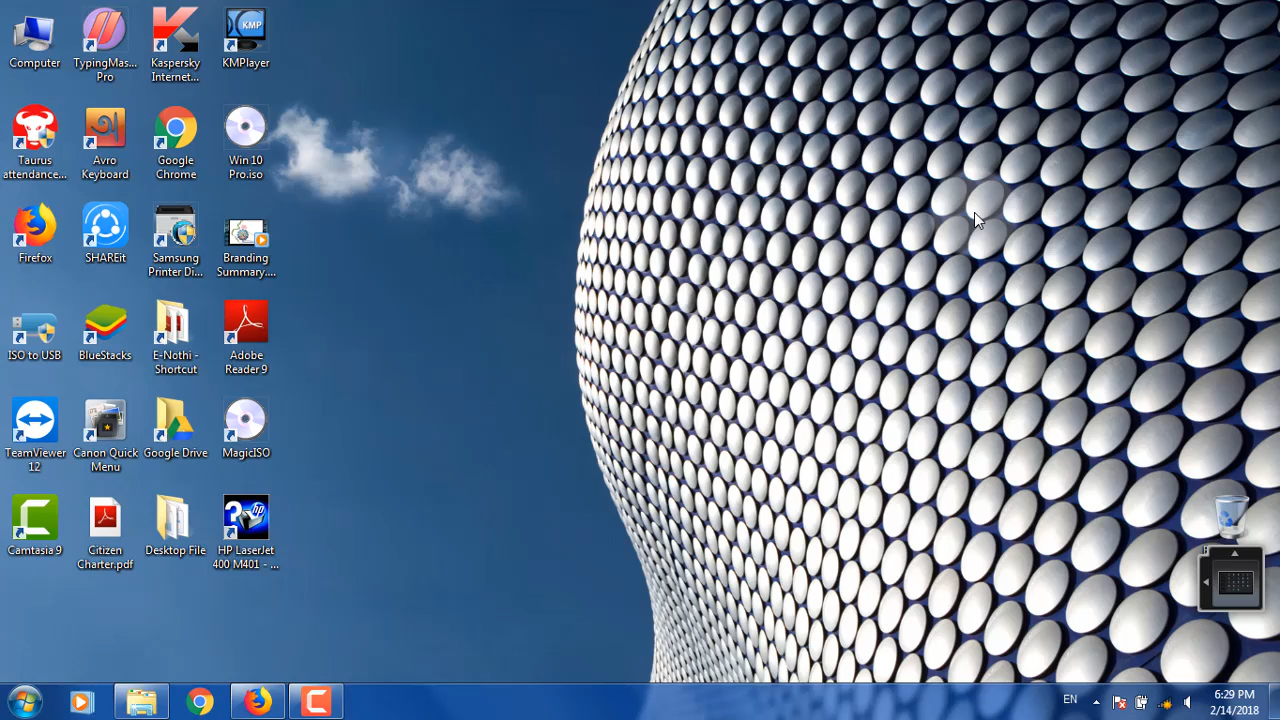 Computer
TypingMas...
Pro
Kaspersky
Internet...
KMP
KMPlayer
Taurus
attendance...
Avro
Keyboard
Google
Chrome
Win 10
Pro.iso
Firefox
SHAREit
Samsung
Printer Di...
Branding
Summary....
ISO to USB
BlueStacks
E-Nothi -
Shortcut
Adobe
Reader 9
TeamViewer
12
Canon Quick
Menu
Google Drive
MagicISO
Camtasia 9
Citizen
Charter.pdf
Desktop File
hp
HP LaserJet
400 M401 - ...
EN
6:29 PM
2/14/2018